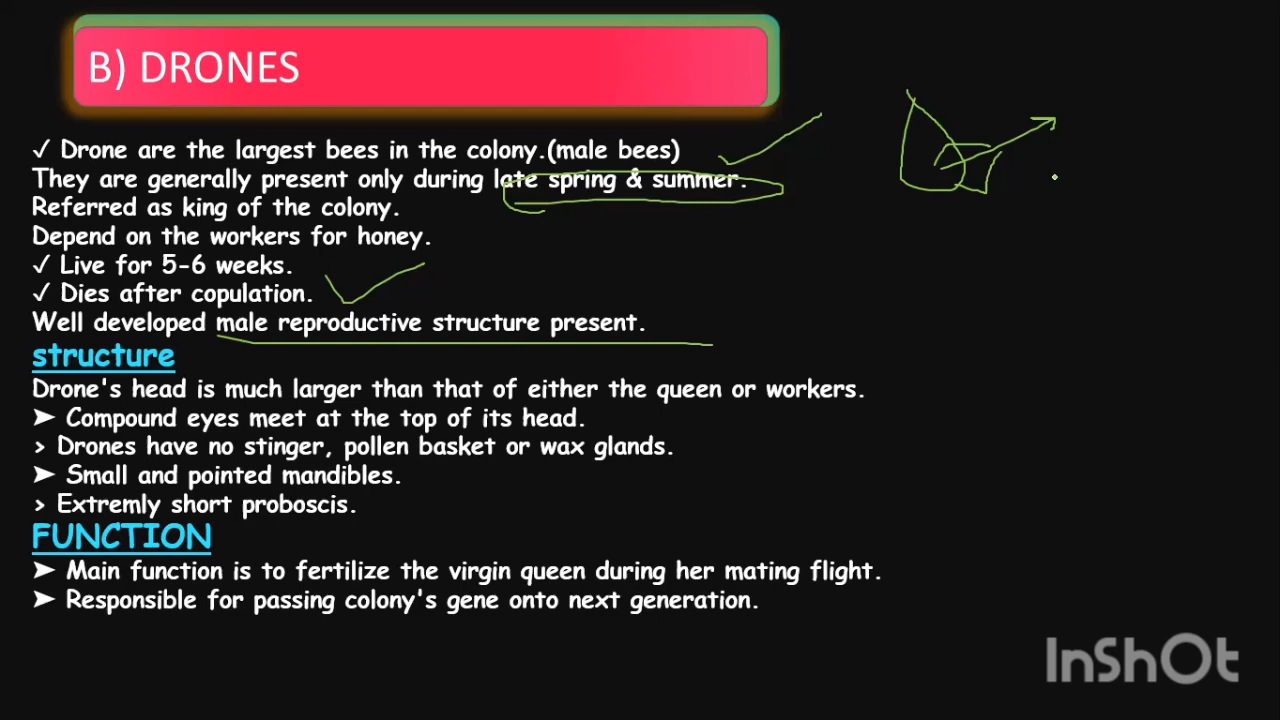 B) DRONES
✓ Drone are the largest bees in the colony.(male bees)
They are generally present only during late spring & summer.
Referred as king of the colony.
Depend on the workers for honey.
✓ Live for 5-6 weeks.
✓ Dies after copulation.
Well developed male reproductive structure present.
structure
Drone's head is much larger than that of either the queen or workers.
➤ Compound eyes meet at the top of its head.
> Drones have no stinger, pollen basket or wax glands.
➤ Small and pointed mandibles.
> Extremly short proboscis.
FUNCTION
➤ Main function is to fertilize the virgin queen during her mating flight.
➤ Responsible for passing colony's gene onto next generation.
InShOt